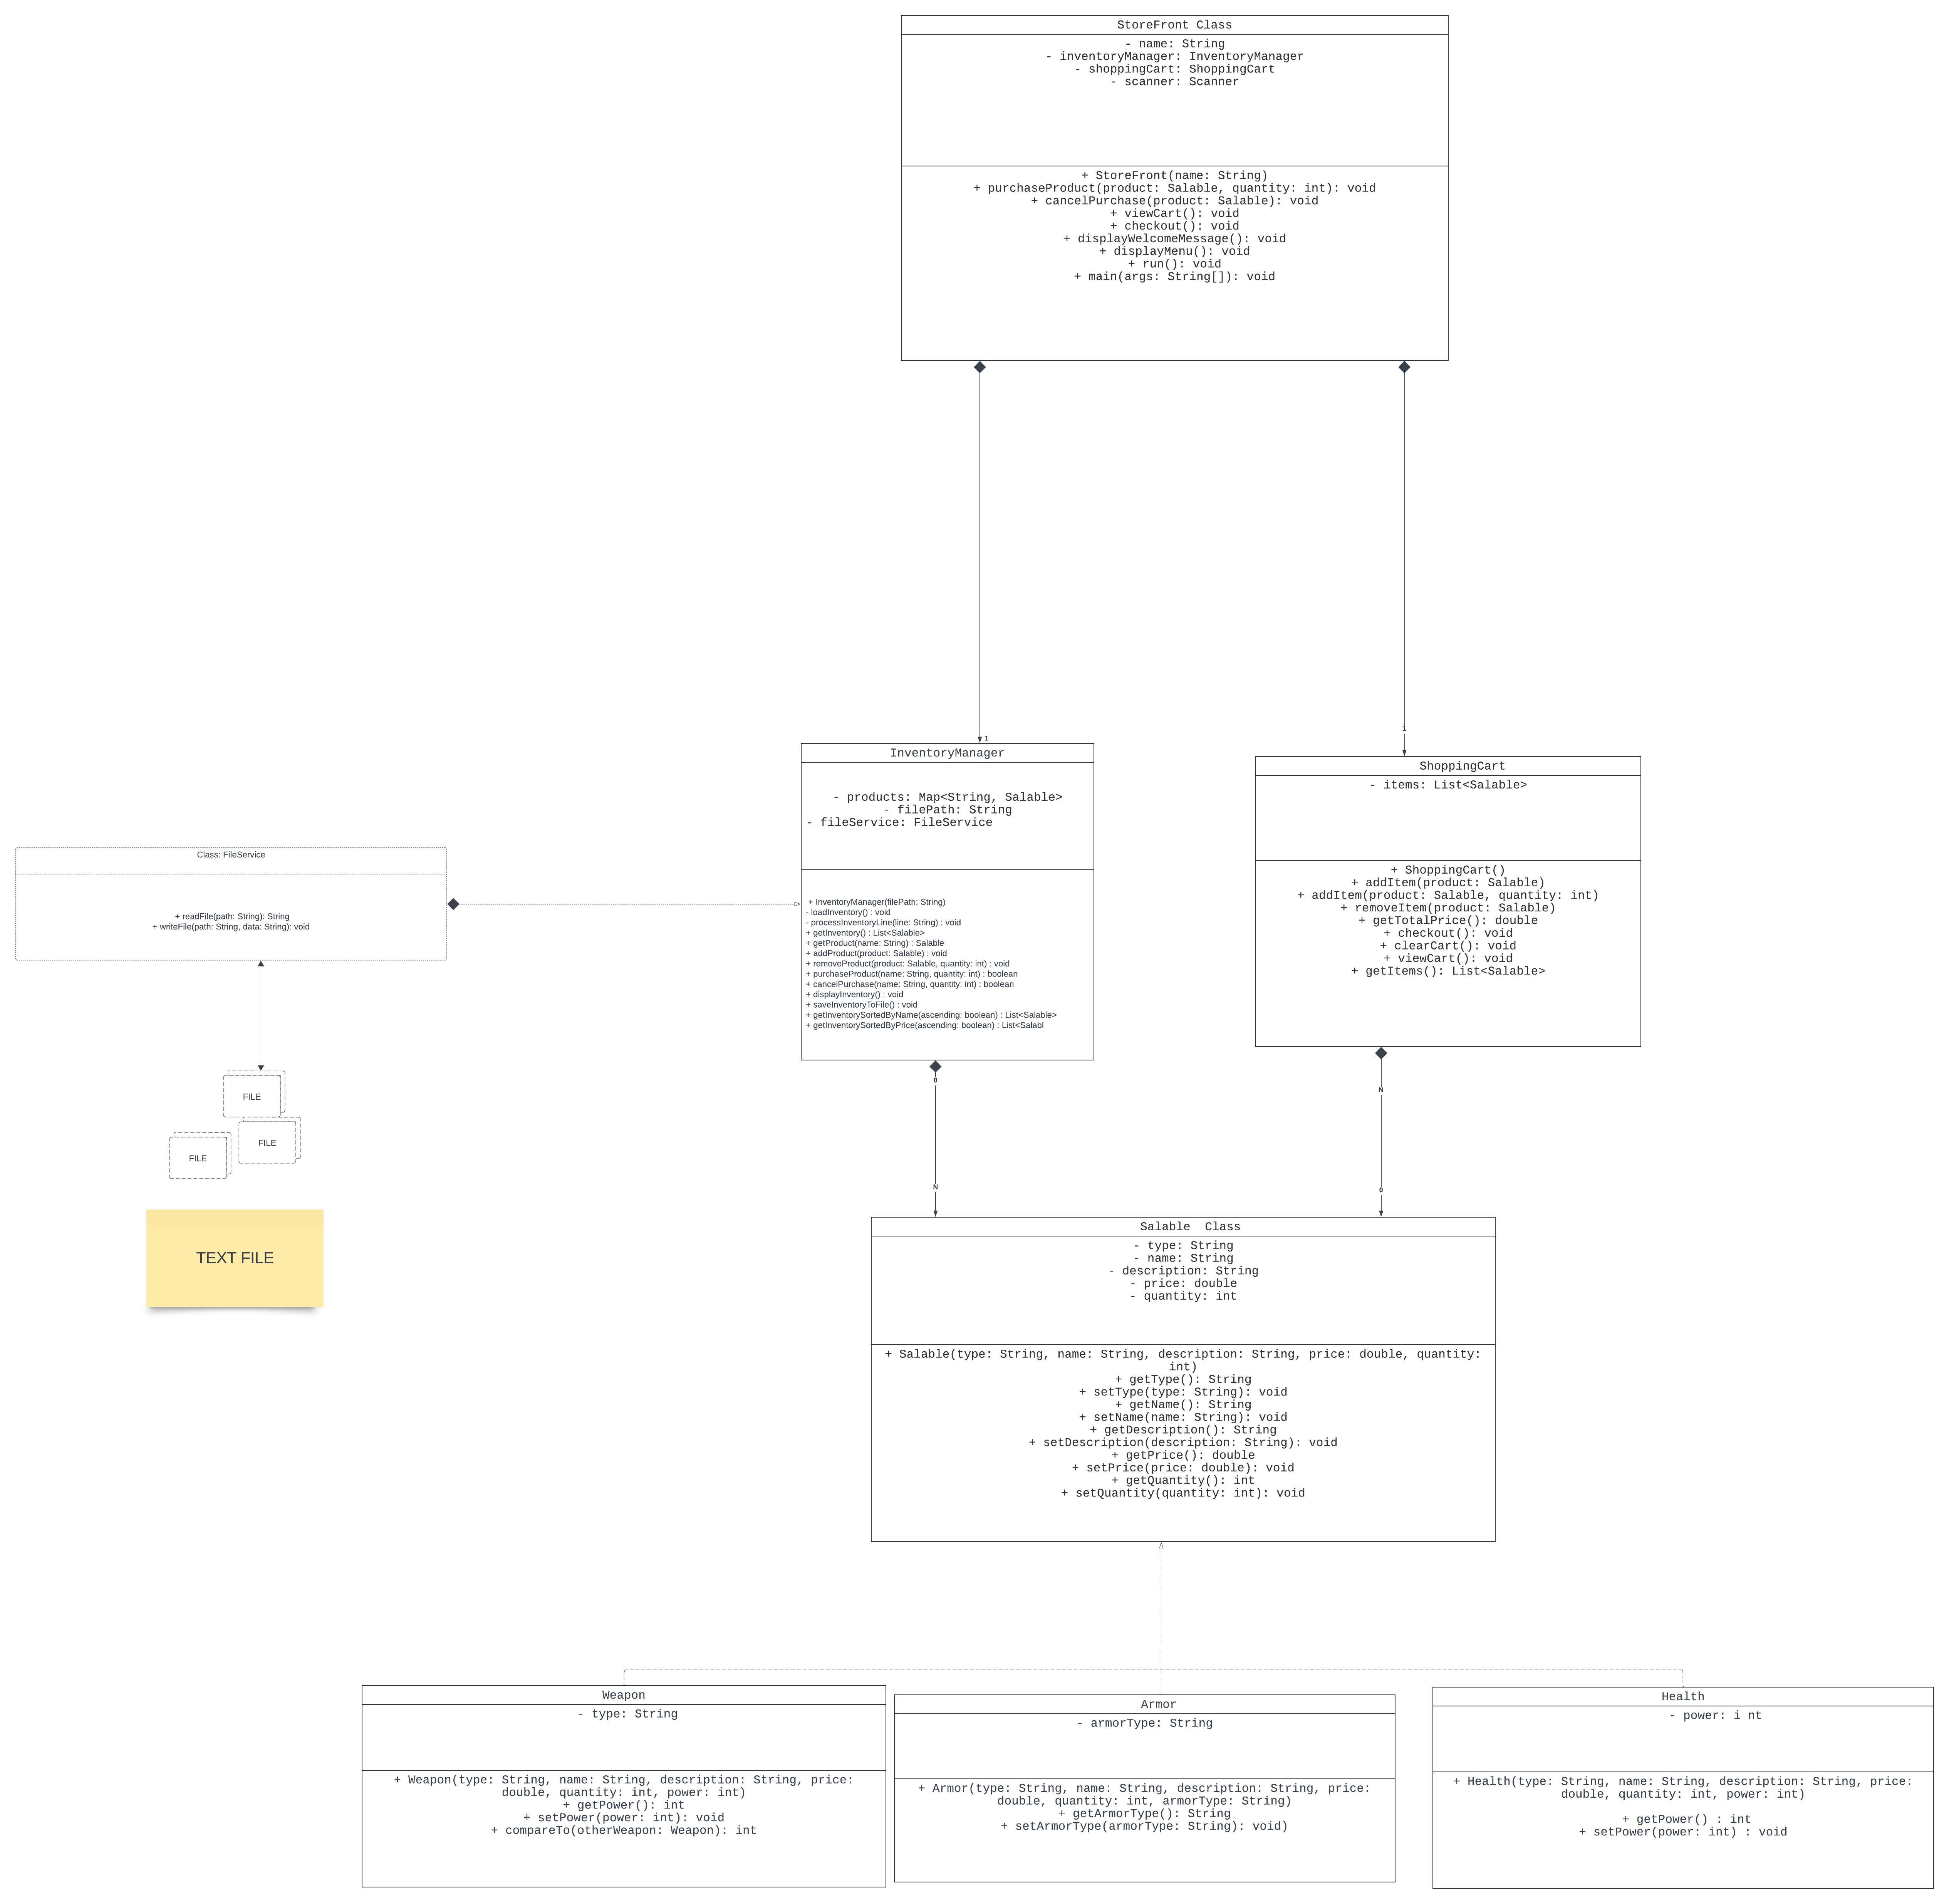 StoreFront Class
- name: String
- inventoryManager: InventoryManager
- shoppingCart: ShoppingCart
- scanner: Scanner
+ StoreFront(name: String)
+ purchaseProduct(product: Salable, quantity: int): void
+ cancelPurchase(product: Salable): void
+ viewCart(): void
+ checkout(): void
+ displayWelcomeMessage(): void
+ displayMenu(): void
+ run(): void
+ main(args: String[]): void
1
1
InventoryManager
- products: Map<String, Salable>
- filePath: String
- fileService: FileService
+ InventoryManager(filePath: String)
- loadInventory() : void
- processInventoryLine(line: String) : void
+ getInventory() : List<Salable>
+ getProduct(name: String) : Salable
+ addProduct(product: Salable) : void
+ removeProduct(product: Salable, quantity: int) : void
+ purchaseProduct(name: String, quantity: int) : boolean
+ cancelPurchase(name: String, quantity: int) : boolean
+ displayInventory() : void
+ saveInventoryToFile() : void
+ getInventorySortedByName(ascending: boolean) : List<Salable>
+ getInventorySortedByPrice(ascending: boolean) : List<Salabl
ShoppingCart
- items: List<Salable>
+ ShoppingCart()
+ addItem(product: Salable)
+ addItem(product: Salable, quantity: int)
+ removeItem(product: Salable)
+ getTotalPrice(): double
+ checkout(): void
+ clearCart(): void
+ viewCart(): void
+ getItems(): List<Salable>
Class: FileService
+ readFile(path: String): String
+ writeFile(path: String, data: String): void
FILE
FILE
FILE
TEXT FILE
0
N
N
0
Salable  Class
- type: String
- name: String
- description: String
- price: double
- quantity: int
+ Salable(type: String, name: String, description: String, price: double, quantity:
int)
+ getType(): String
+ setType(type: String): void
+ getName(): String
+ setName(name: String): void
+ getDescription(): String
+ setDescription(description: String): void
+ getPrice(): double
+ setPrice(price: double): void
+ getQuantity(): int
+ setQuantity(quantity: int): void
Weapon
- type: String
+ Weapon(type: String, name: String, description: String, price:
double, quantity: int, power: int)
+ getPower(): int
+ setPower(power: int): void
+ compareTo(otherWeapon: Weapon): int
Armor
- armorType: String
+ Armor(type: String, name: String, description: String, price:
double, quantity: int, armorType: String)
+ getArmorType(): String
+ setArmorType(armorType: String): void)
Health
- power: i nt
+ Health(type: String, name: String, description: String, price:
double, quantity: int, power: int)
+ getPower() : int
+ setPower(power: int) : void